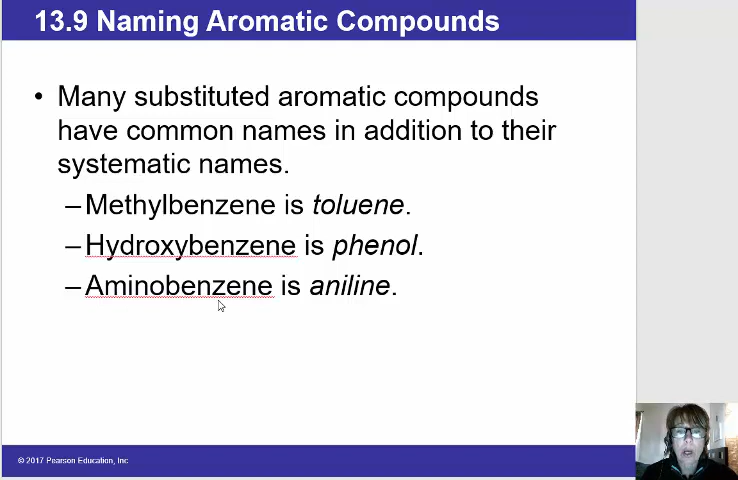 13.9 Naming Aromatic Compounds
• Many substituted aromatic compounds
have common names in addition to their
systematic names.
–Methylbenzene is toluene.
–Hydroxybenzene is phenol.
–Aminobenzene is aniline.
© 2017 Pearson Education, Inc